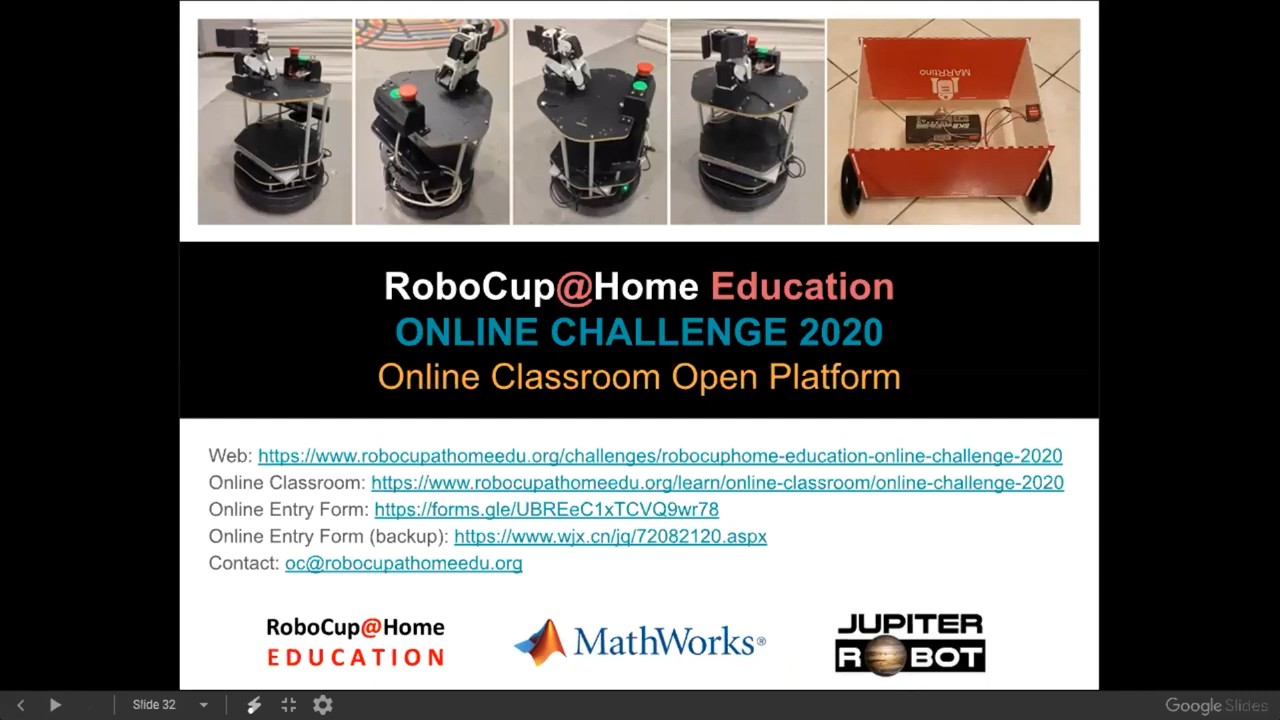 MARRtino
RoboCup@Home Education
ONLINE CHALLENGE 2020
Online Classroom Open Platform
Web: https://www.robocupathomeedu.org/challenges/robocuphome-education-online-challenge-2020
Online Classroom: https://www.robocupathomeedu.org/learn/online-classroom/online-challenge-2020
Online Entry Form: https://forms.gle/UBREeC1xTCVQ9wr78
Online Entry Form (backup): https://www.wjx.cn/jq/72082120.aspx
Contact: oc@robocupathomeedu.org
RoboCup@Home
EDUCATION
MathWorks®
JUPITER
ROBOT
Slide 32
Google Slides